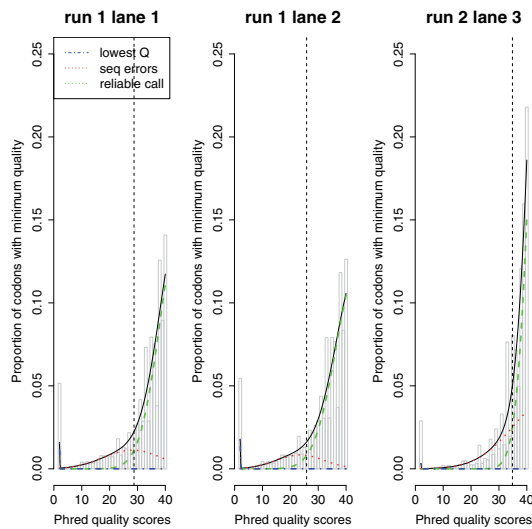 run 1 lane 1
run 1 lane 2
run 2 lane 3
lowest Q
seq errors
reliable call
Proportion of codons with minimum quality
0.00 0.05 0.10 0.15 0.20 0.25
0 10 20 30 40
Phred quality scores
Proportion of codons with minimum quality
0.00 0.05 0.10 0.15 0.20 0.25
0 10 20 30 40
Phred quality scores
Proportion of codons with minimum quality
0.00 0.05 0.10 0.15 0.20 0.25
0 10 20 30 40
Phred quality scores